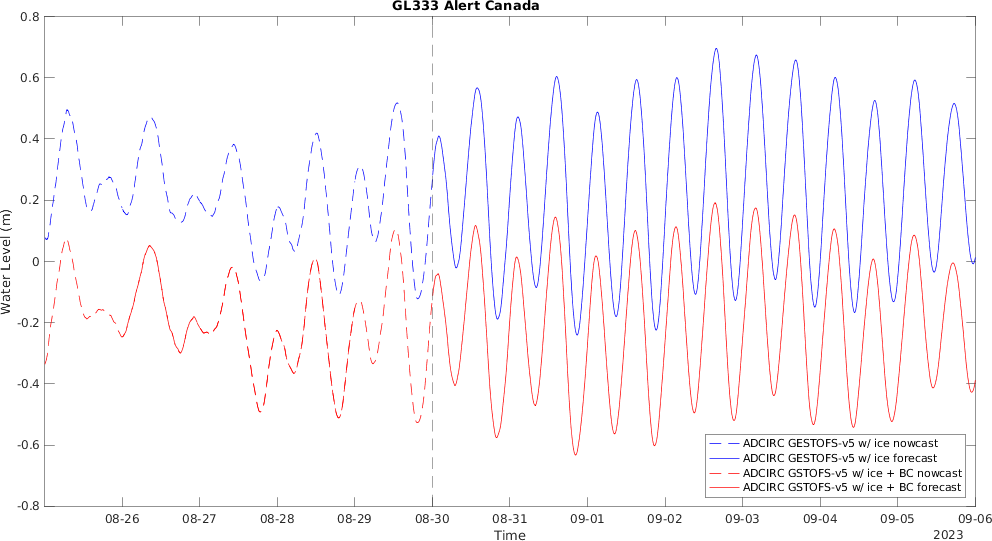 GL333 Alert Canada
0.8
0.6
0.4
0.2
0
-0.2
-0.4
-0.6
-0.8
Water Level (m)
ADCIRC GESTOFS-v5 w/ ice nowcast
ADCIRC GESTOFS-v5 w/ ice forecast
ADCIRC GSTOFS-v5 w/ ice + BC nowcast
ADCIRC GSTOFS-v5 w/ ice + BC forecast
08-26 08-27 08-28 08-29 08-30 08-31 09-01 09-02 09-03 09-04 09-05 09-06
Time
2023